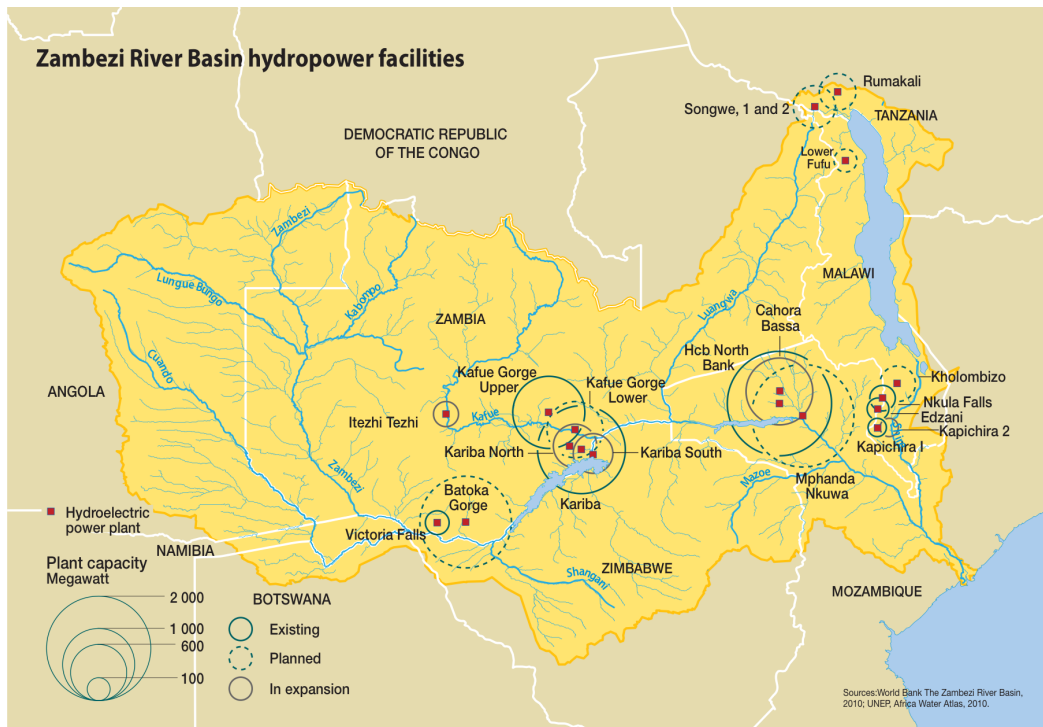 Zambezi River Basin hydropower facilities
Rumakali
Songwe, 1 and 2
TANZANIA
DEMOCRATIC REPUBLIC
OF THE CONGO
Lower
Fufu
Zambezi
Lungue Bungo
Kabompo
Luangwa
MALAWI
ZAMBIA
Cahora
Bassa
Cuando
Hcb North
Bank
Kafue Gorge
Upper
Kafue Gorge
Lower
Kholombizo
ANGOLA
Nkula Falls
Itezhi Tezhi
Kafue
Edzani
Kapichira 2
Shire
Kapichira I
Kariba North
Kariba South
Zambezi
Mazoe
Mphanda
Nkuwa
Batoka
Gorge
Kariba
Hydroelectric
power plant
Victoria Falls
NAMIBIA
Plant capacity
Megawatt
Shangani
ZIMBABWE
MOZAMBIQUE
2 000
BOTSWANA
1 000
600
100
Existing
Planned
In expansion
Sources:World Bank The Zambezi River Basin,
2010; UNEP, Africa Water Atlas, 2010.